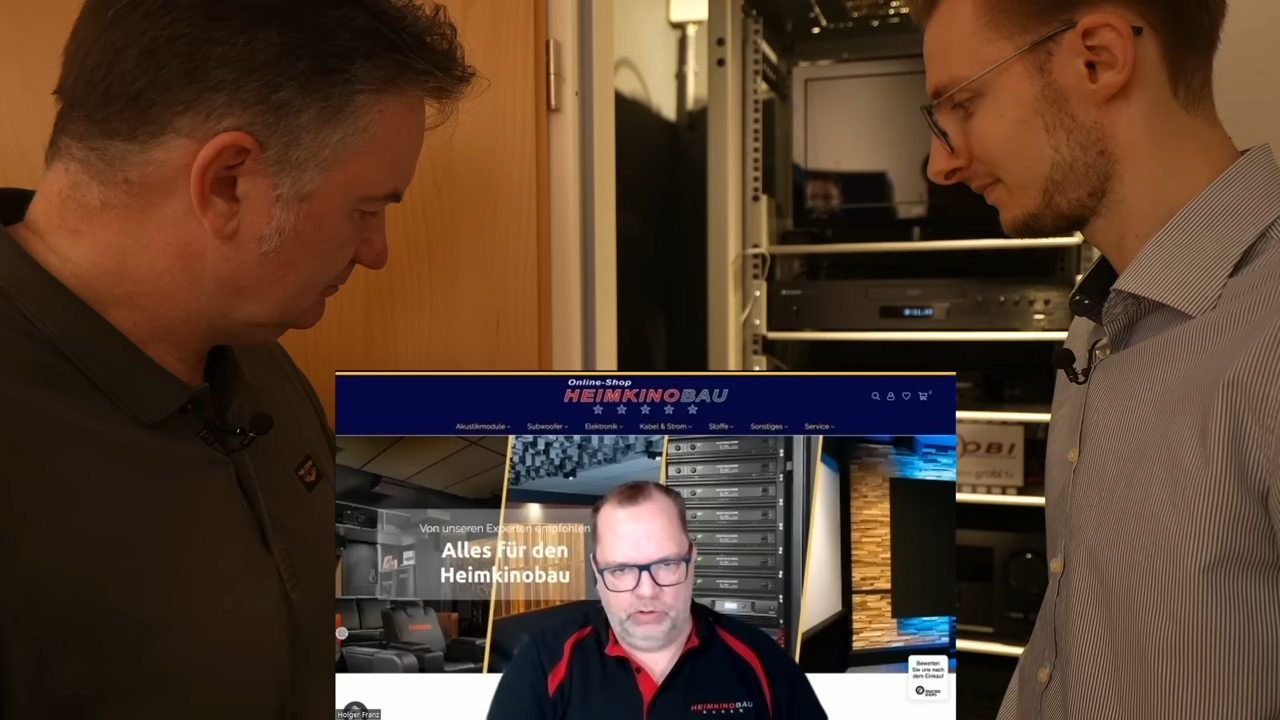 Online-Shop
HEIMKINOBAU
Akustikmodule
Subwoofer
Elektronik
Kabel & Strom
Stoffe
Sonstiges
Service
Von unseren Experten empfohlen
Alles für den
Heimkinobau
Bewerten
Sie uns nach
dem Einkauf
HEIMKINOBAU
Holger Franz